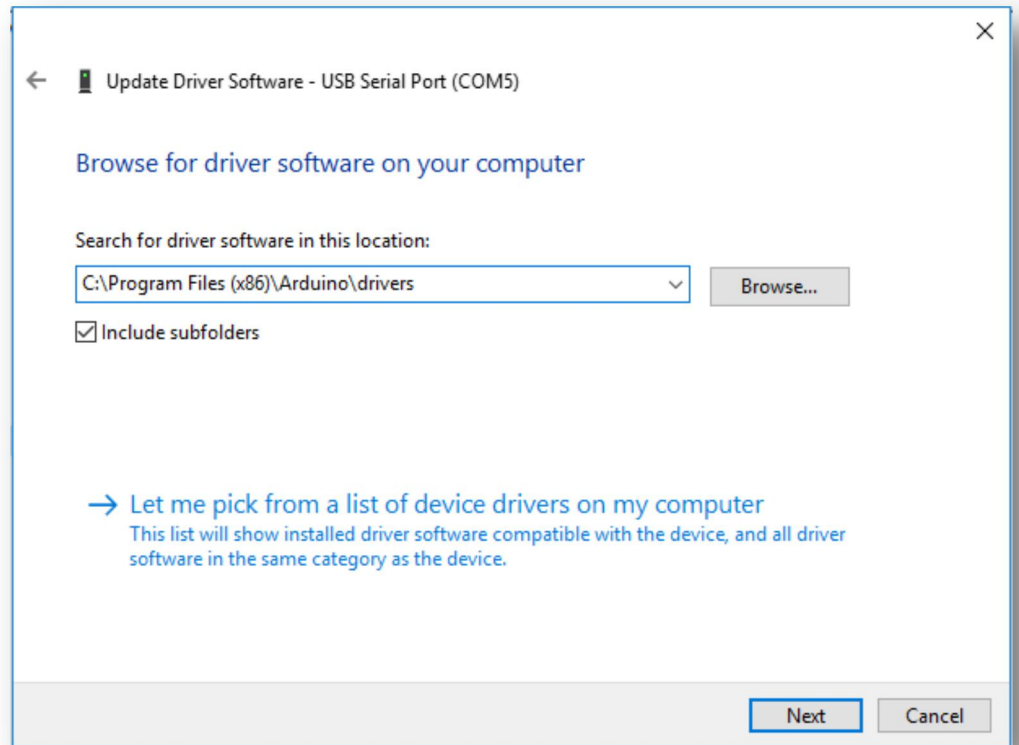 Update Driver Software - USB Serial Port (COM5)
Browse for driver software on your computer
Search for driver software in this location:
C:\Program Files (x86)\Arduino\drivers
Browse...
Include subfolders
Let me pick from a list of device drivers on my computer
This list will show installed driver software compatible with the device, and all driver
software in the same category as the device.
Next
Cancel